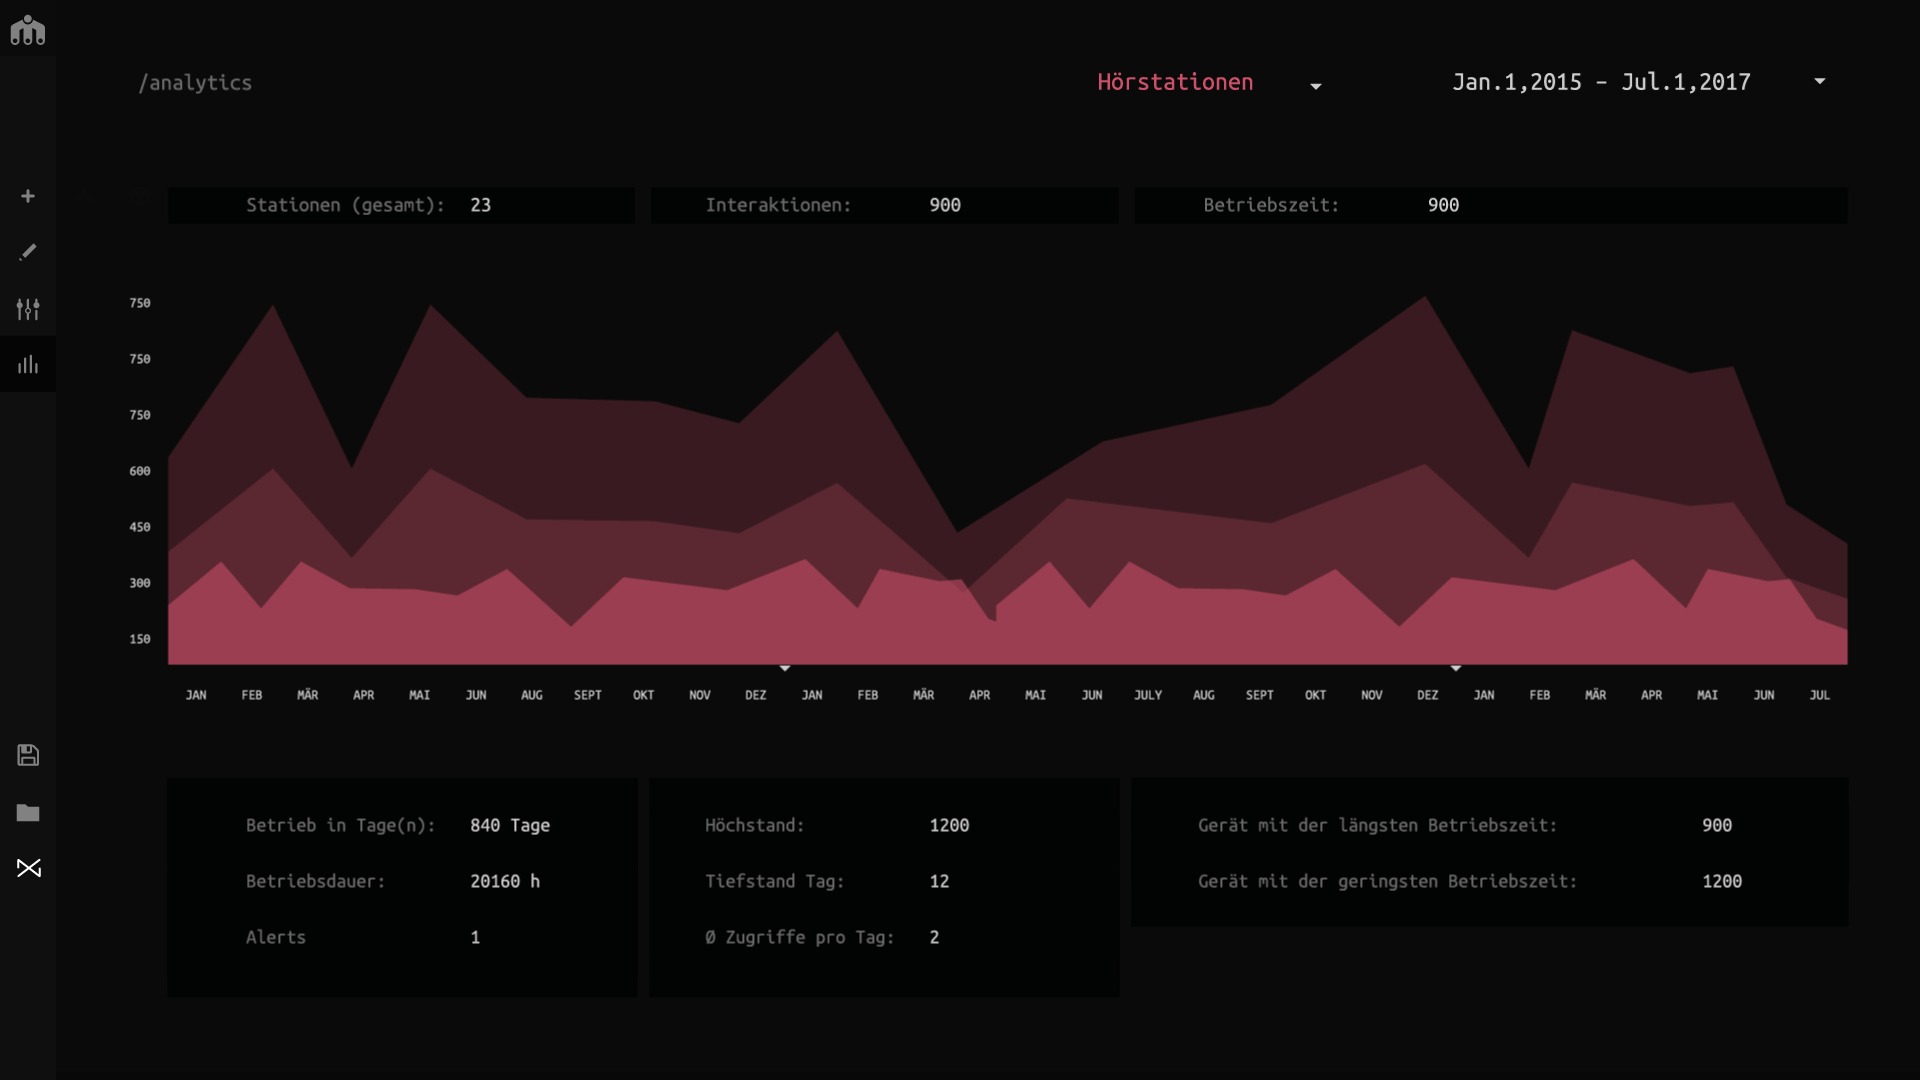 /analytics
Hörstationen
Jan.1,2015 – Jul.1,2017
Stationen (gesamt): 23
Interaktionen: 900
Betriebszeit: 900
750
750
750
600
450
300
150
JAN FEB MÄR APR MAI JUN AUG SEPT OKT NOV DEZ JAN FEB MÄR APR MAI JUN JULY AUG SEPT OKT NOV DEZ JAN FEB MÄR APR MAI JUN JUL
Betrieb in Tage(n): 840 Tage
Betriebsdauer: 20160 h
Alerts 1
Höchstand: 1200
Tiefstand Tag: 12
Ø Zugriffe pro Tag: 2
Gerät mit der längsten Betriebszeit: 900
Gerät mit der geringsten Betriebszeit: 1200